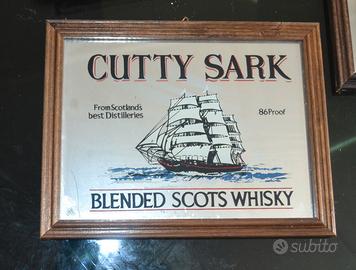 CUTTY SARK
From Scotland's
best Distilleries
86 Proof
BLENDED SCOTS WHISKY
subito